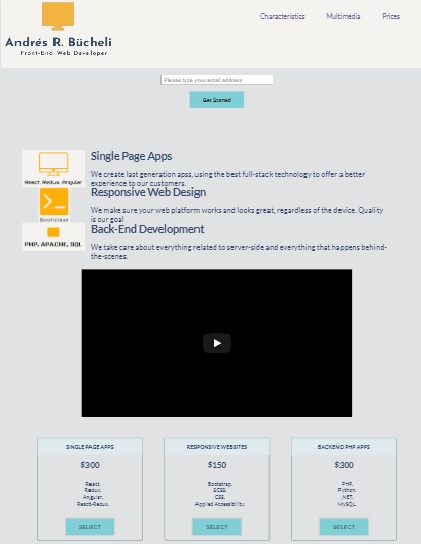 Andrés R. Bücheli
Front-End Web Developer
Characteristics
Multimedia
Prices
Please type your email address
Get Started
React, Redux, Angular
Single Page Apps
We create last generation apss, using the best full-stack technology to offer a better
experience to our customers.
BOOTSTRAP
Responsive Web Design
We make sure your web platform works and looks great, regardless of the device. Quality
is our goal
PHP, APACHE, SQL
Back-End Development
We take care about everything related to server-side and everything that happens behind-
the-scenes.
SINGLE PAGE APPS
$300
React.
Redux.
Angular.
React-Redux.
SELECT
RESPONSIVE WEBSITES
$150
Bootstrap.
SCSS.
CSS.
Applied Accessibility.
SELECT
BACKEND PHP APPS
$300
PHP.
Python.
.NET.
MySQL.
SELECT